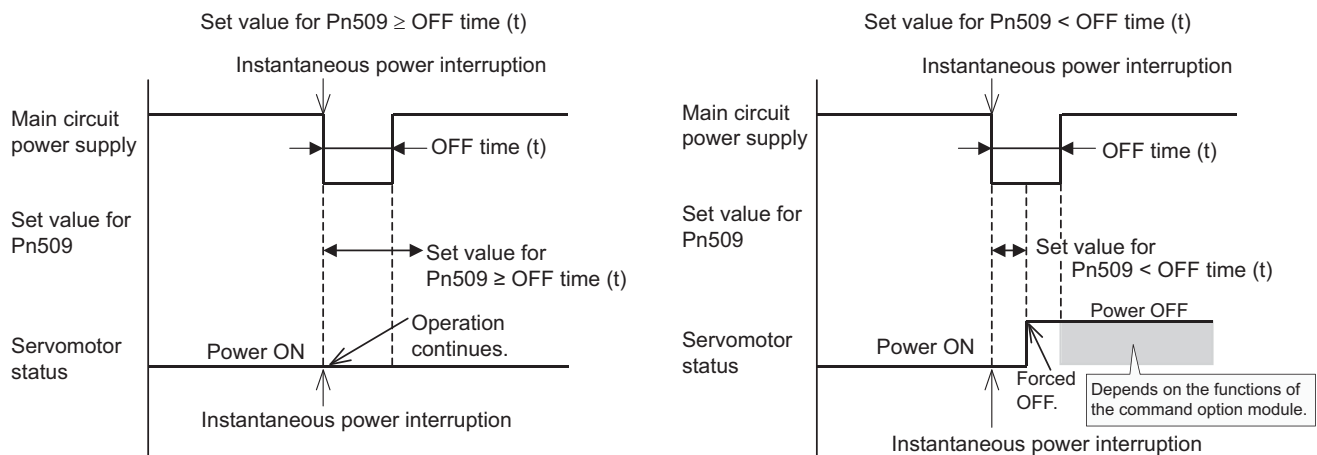 Set value for Pn509 ≥ OFF time (t)
Instantaneous power interruption
Main circuit
power supply
OFF time (t)
Set value for
Pn509
Set value for
Pn509 ≥ OFF time (t)
Operation
continues.
Servomotor
status
Power ON
Instantaneous power interruption
Set value for Pn509 < OFF time (t)
Instantaneous power interruption
Main circuit
power supply
OFF time (t)
Set value for
Pn509
Set value for
Pn509 < OFF time (t)
Power OFF
Servomotor
status
Power ON
Forced
OFF.
Depends on the functions of
the command option module.
Instantaneous power interruption